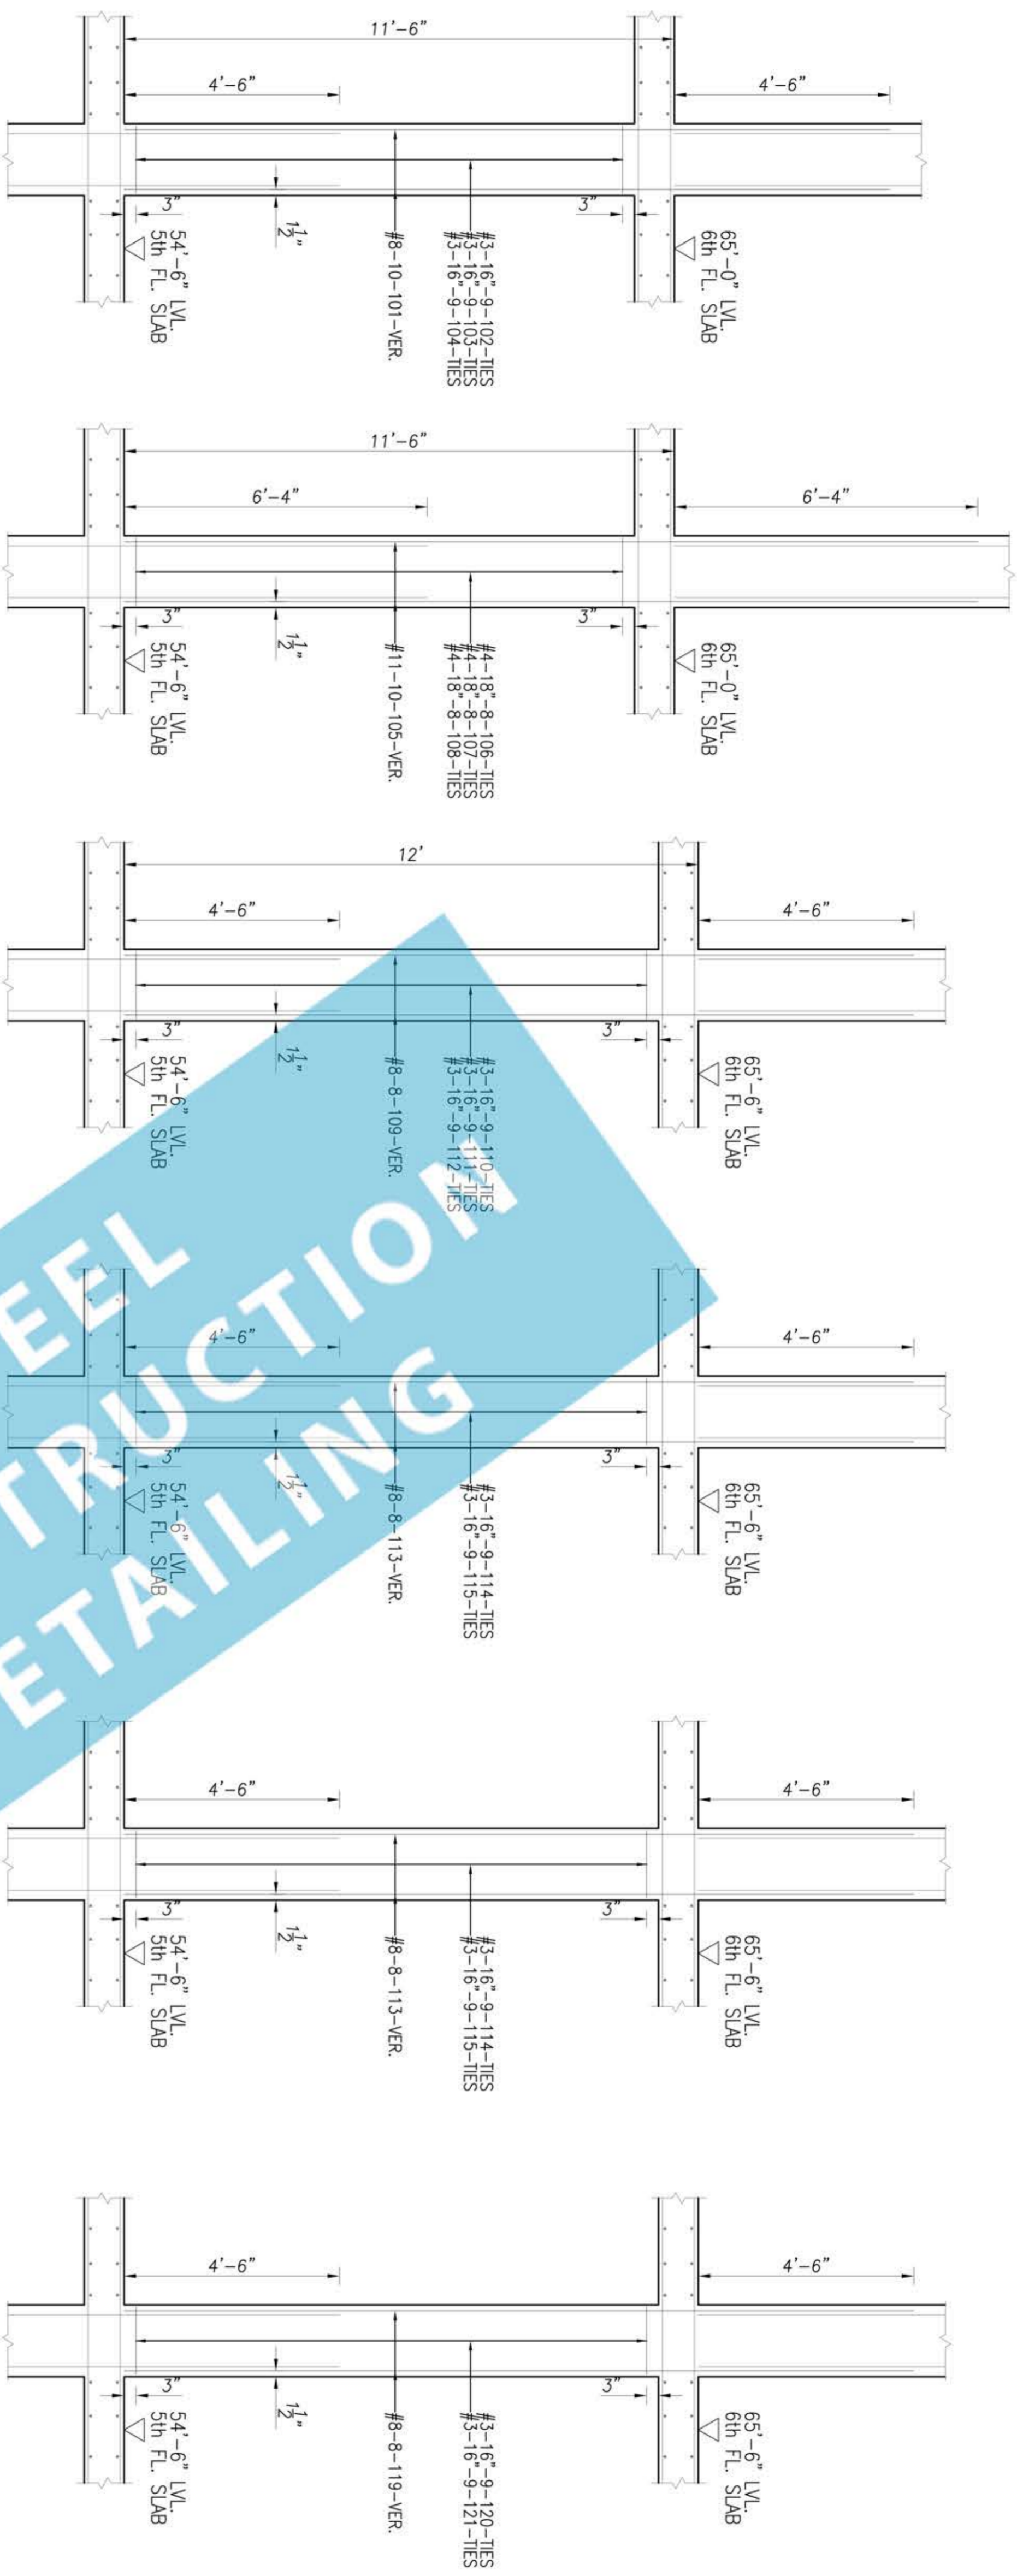 11'-6"
4'-6"
4'-6"
3"
3"
1½"
65'-0" LVL.
6th FL. SLAB
#3-16"-9-102-TIES
#3-16"-9-103-TIES
#3-16"-9-104-TIES
#8-10-101-VER.
54'-6" LVL.
5th FL. SLAB
11'-6"
6'-4"
6'-4"
3"
3"
1½"
65'-0" LVL.
6th FL. SLAB
#4-18"-8-106-TIES
#4-18"-8-107-TIES
#4-18"-8-108-TIES
#11-10-105-VER.
54'-6" LVL.
5th FL. SLAB
12'
4'-6"
4'-6"
3"
3"
1½"
65'-6" LVL.
6th FL. SLAB
#3-16"-9-110-TIES
#3-16"-9-111-TIES
#3-16"-9-112-TIES
#8-8-109-VER.
54'-6" LVL.
5th FL. SLAB
4'-6"
4'-6"
3"
3"
1½"
65'-6" LVL.
6th FL. SLAB
#3-16"-9-114-TIES
#3-16"-9-115-TIES
#8-8-113-VER.
54'-6" LVL.
5th FL. SLAB
4'-6"
4'-6"
3"
3"
1½"
65'-6" LVL.
6th FL. SLAB
#3-16"-9-114-TIES
#3-16"-9-115-TIES
#8-8-113-VER.
54'-6" LVL.
5th FL. SLAB
4'-6"
4'-6"
3"
3"
1½"
65'-6" LVL.
6th FL. SLAB
#3-16"-9-120-TIES
#3-16"-9-121-TIES
#8-8-119-VER.
54'-6" LVL.
5th FL. SLAB
EEL
TRUCTION
ETAILING